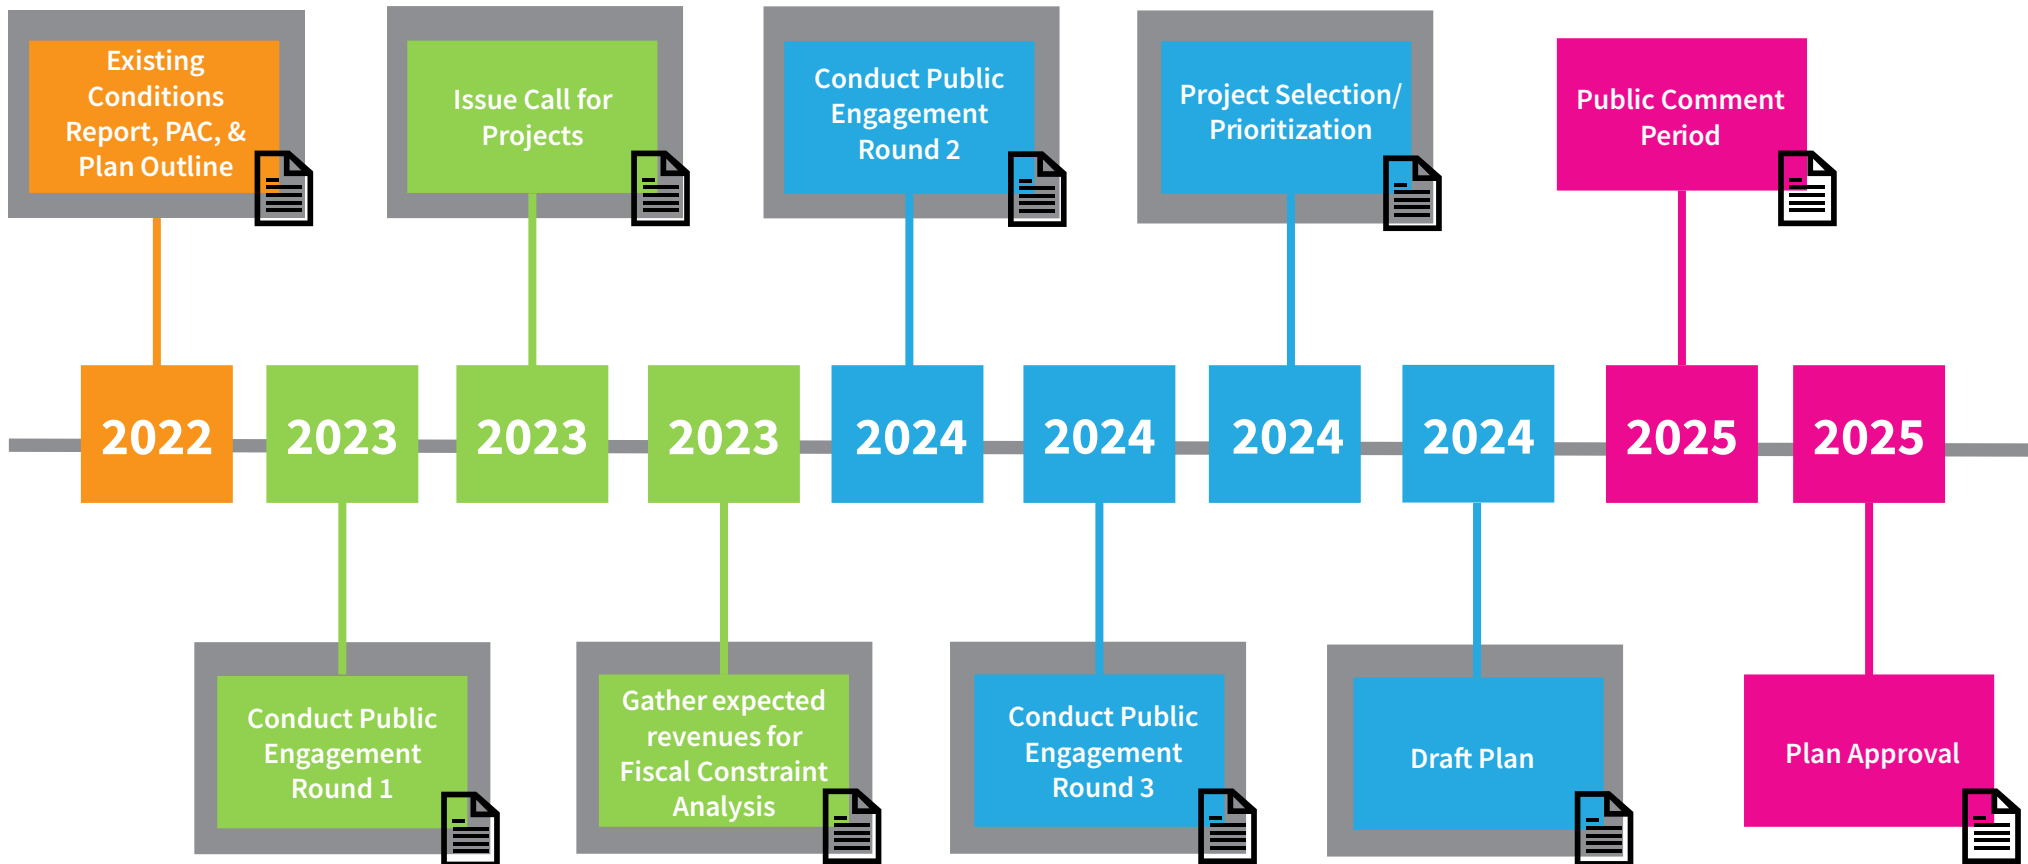 Existing
Conditions
Report, PAC, &
Plan Outline
Issue Call for
Projects
Conduct Public
Engagement
Round 2
Project Selection/
Prioritization
Public Comment
Period
2022
2023
2023
2023
2024
2024
2024
2024
2025
2025
Conduct Public
Engagement
Round 1
Gather expected
revenues for
Fiscal Constraint
Analysis
Conduct Public
Engagement
Round 3
Draft Plan
Plan Approval